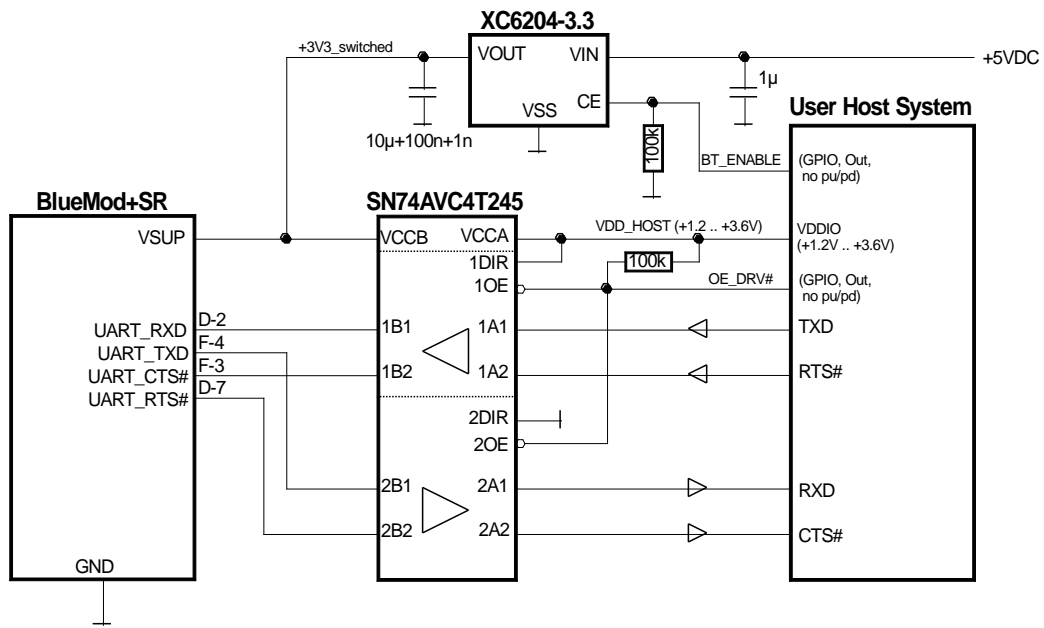 XC6204-3.3
+3V3_switched
VOUT
VIN
+5VDC
1µ
CE
VSS
10µ+100n+1n
100k
User Host System
BT_ENABLE
(GPIO, Out,
no pu/pd)
BlueMod+SR
SN74AVC4T245
VSUP
VCCB
VCCA
VDD_HOST (+1.2 .. +3.6V)
VDDIO
(+1.2V .. +3.6V)
1DIR
100k
1OE
OE_DRV#
(GPIO, Out,
no pu/pd)
UART_RXD
D-2
1B1
1A1
TXD
UART_TXD
F-4
UART_CTS#
F-3
1B2
1A2
RTS#
UART_RTS#
D-7
2DIR
2OE
2B1
2A1
RXD
2B2
2A2
CTS#
GND